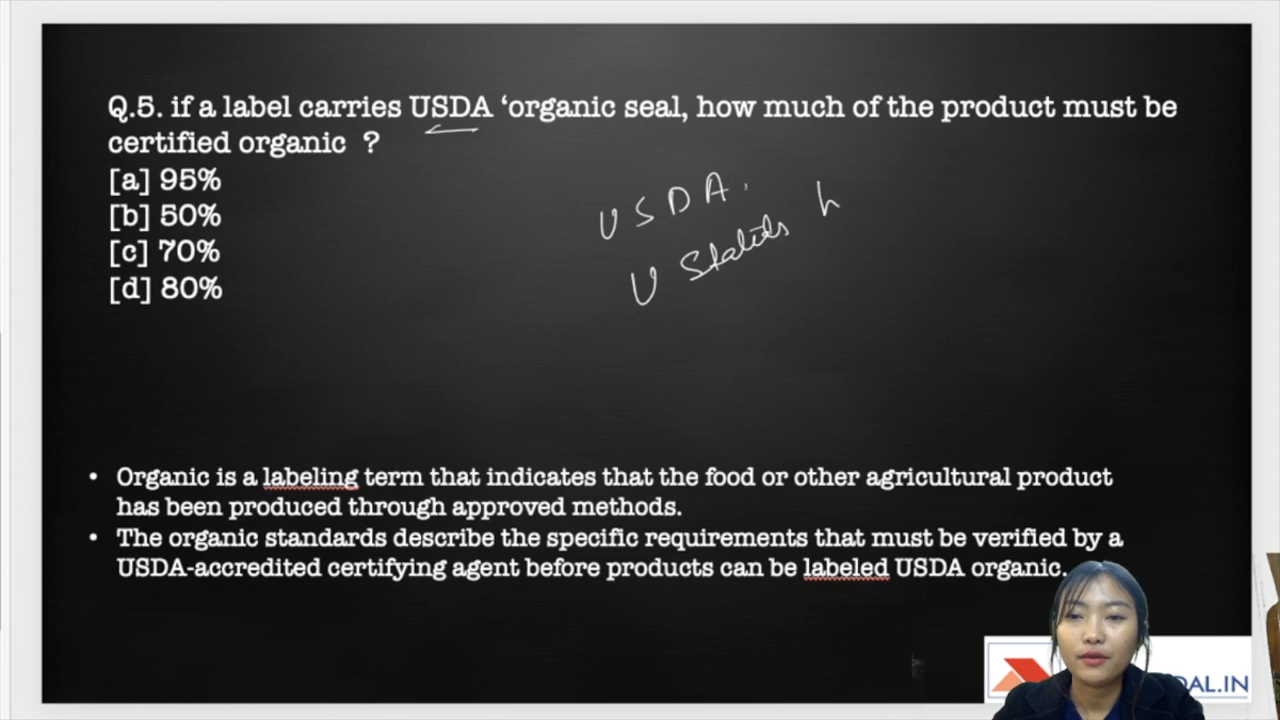 Q.5. if a label carries USDA ‘organic seal, how much of the product must be
certified organic ?
[a] 95%
[b] 50%
[c] 70%
[d] 80%
U S D A .
U
• Organic is a labeling term that indicates that the food or other agricultural product
has been produced through approved methods.
• The organic standards describe the specific requirements that must be verified by a
USDA-accredited certifying agent before products can be labeled USDA organic.
DAL.IN